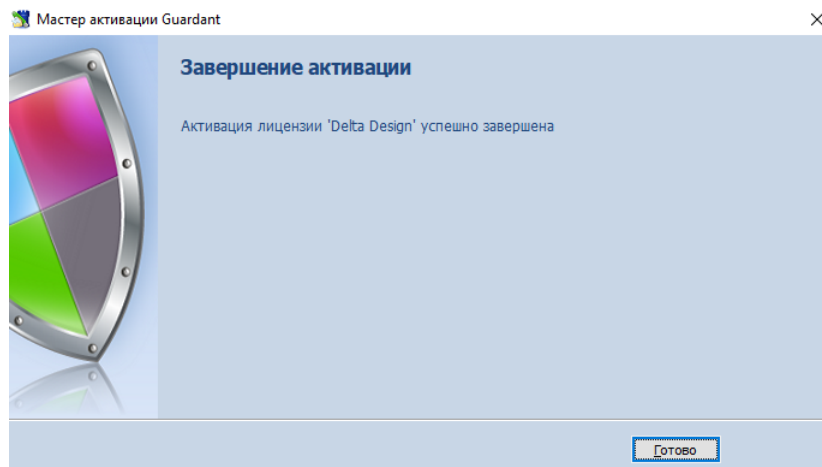 Мастер активации Guardant
Завершение активации
Активация лицензии 'Delta Design' успешно завершена
Готово